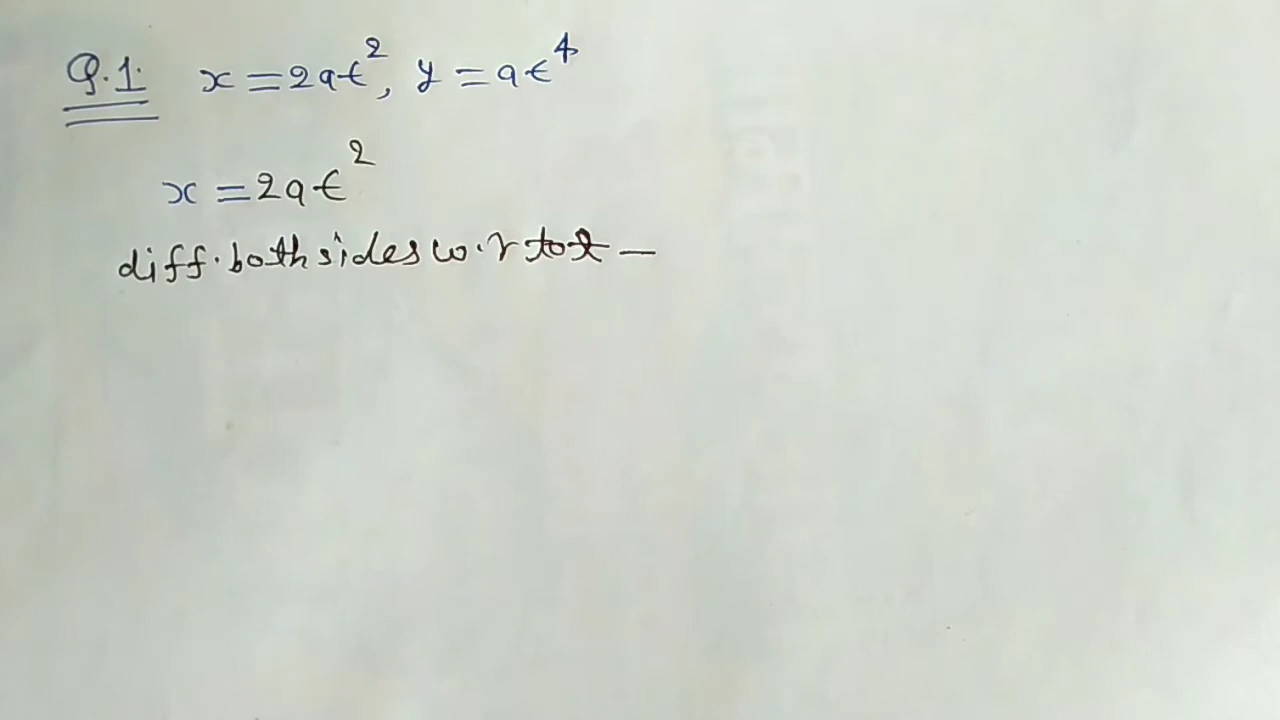 Q.1. x = 2at², y = at⁴
x = 2at²
diff. both sides w.r to t —